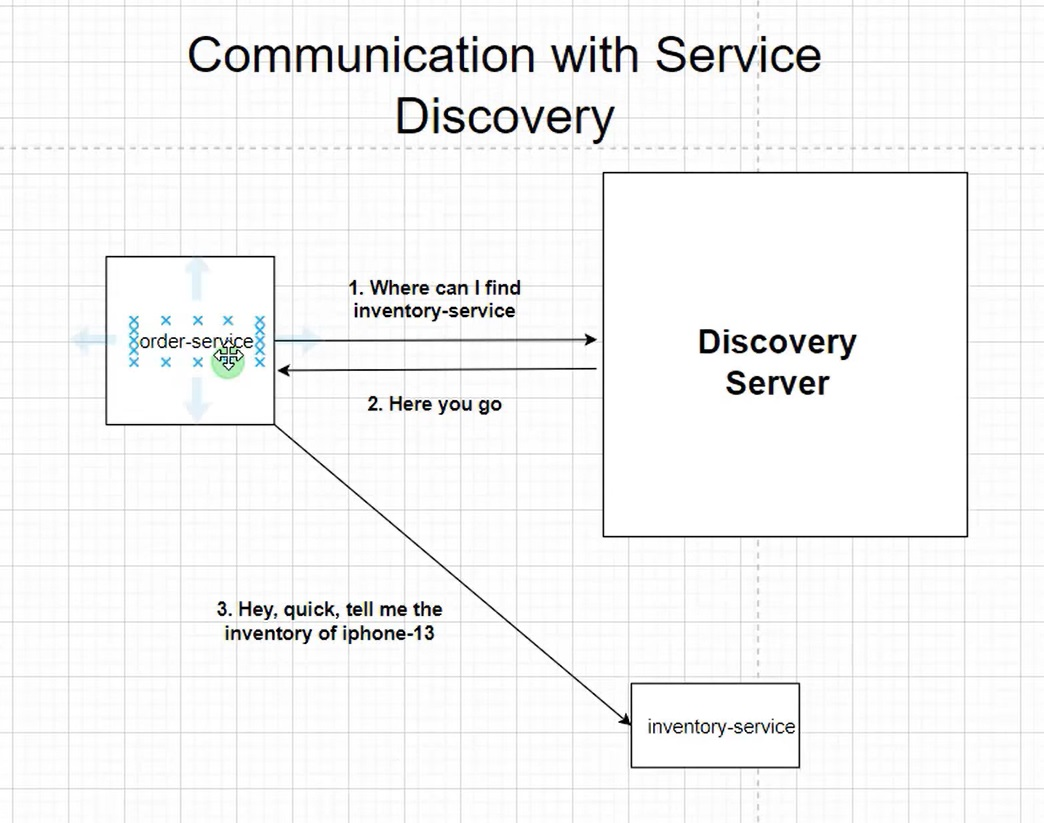 Communication with Service
Discovery
1. Where can I find
inventory-service
order-service
Discovery
Server
2. Here you go
3. Hey, quick, tell me the
inventory of iphone-13
inventory-service